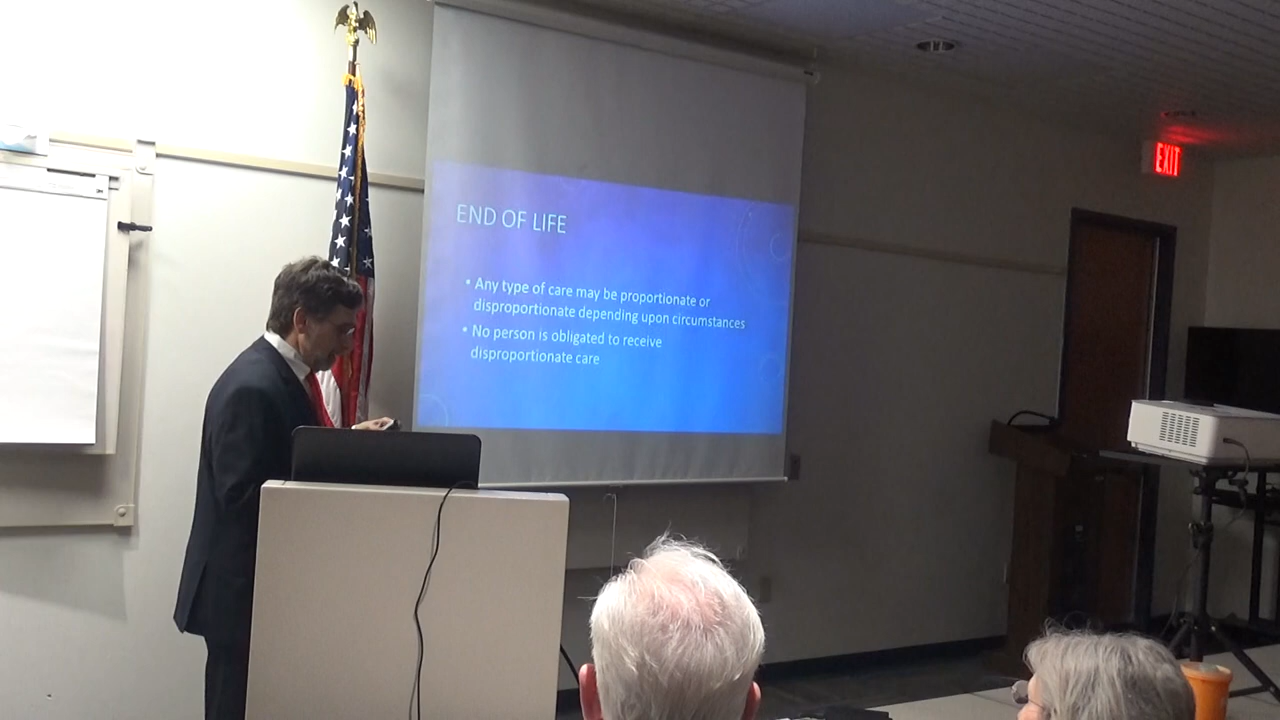 END OF LIFE
• Any type of care may be proportionate or
disproportionate depending upon circumstances
• No person is obligated to receive
disproportionate care
EXIT